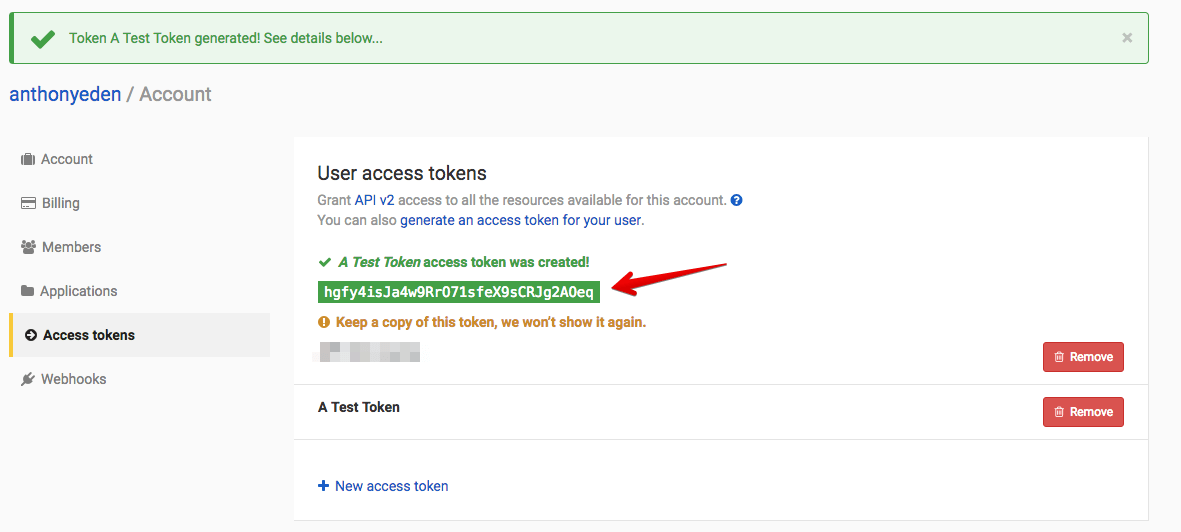 Token A Test Token generated! See details below...
×
anthonyeden / Account
Account
Billing
Members
Applications
Access tokens
Webhooks
User access tokens
Grant API v2 access to all the resources available for this account. ?
You can also generate an access token for your user.
A Test Token access token was created!
hgfy4isJa4w9RrO71sfeX9sCRJg2AOeq
Keep a copy of this token, we won't show it again.
Remove
A Test Token
Remove
+ New access token